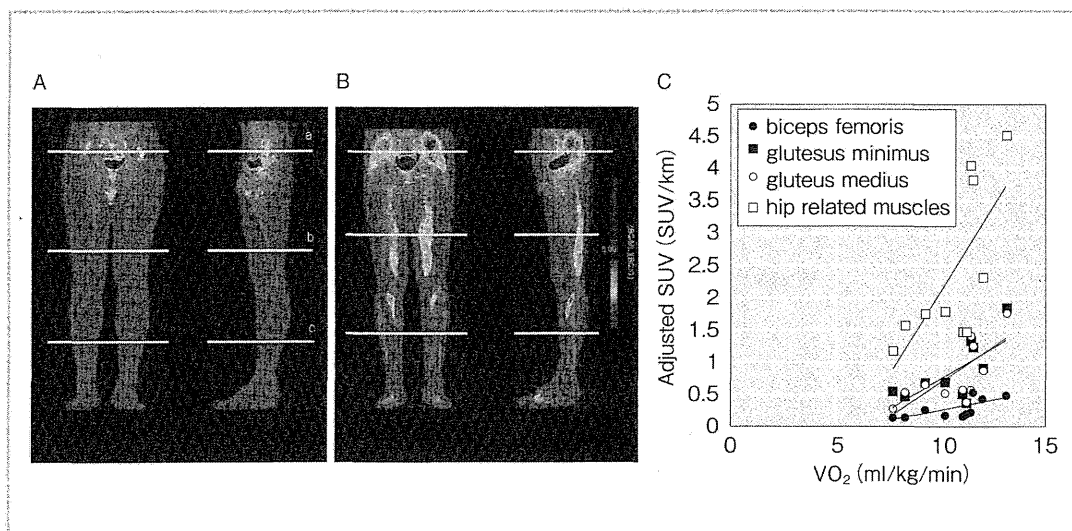 A
B
C
a
b
c
5
4.5
4
3.5
3
2.5
2
1.5
1
0.5
0
Adjusted SUV (SUV/km)
biceps femoris
glutesus minimus
gluteus medius
hip related muscles
0
5
10
15
VO₂ (ml/kg/min)